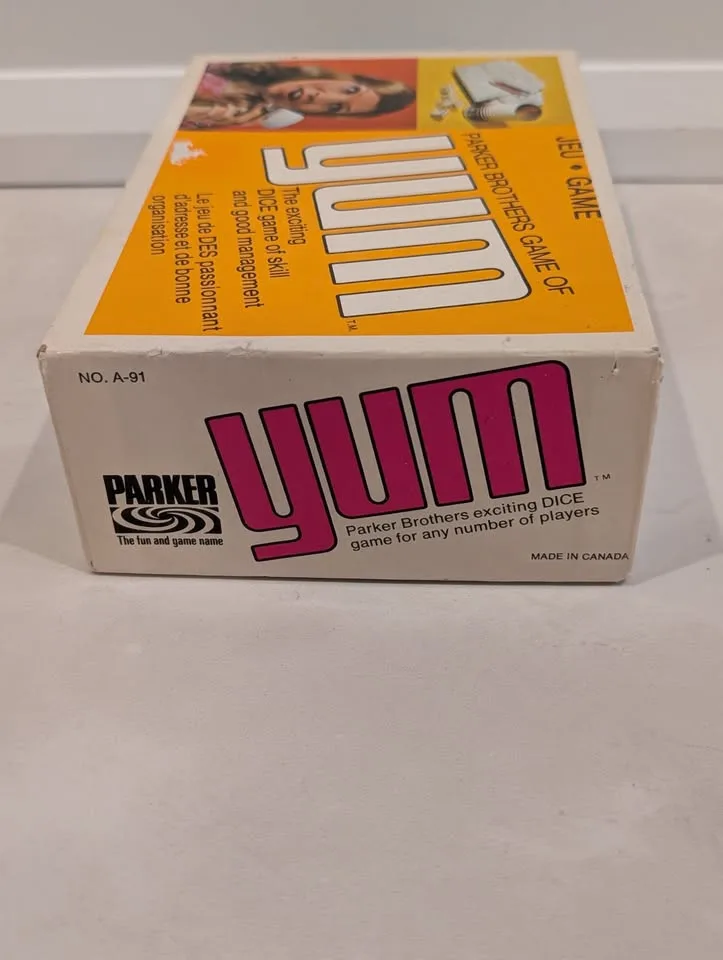 JEU • GAME
PARKER BROTHERS GAME OF
yum
T.M.
The exciting
DICE game of skill
and good management
Le jeu de DES passionnant
d'adresse et de bonne
organisation
NO. A-91
yum
TM
PARKER
The fun and game name
Parker Brothers exciting DICE
game for any number of players
MADE IN CANADA